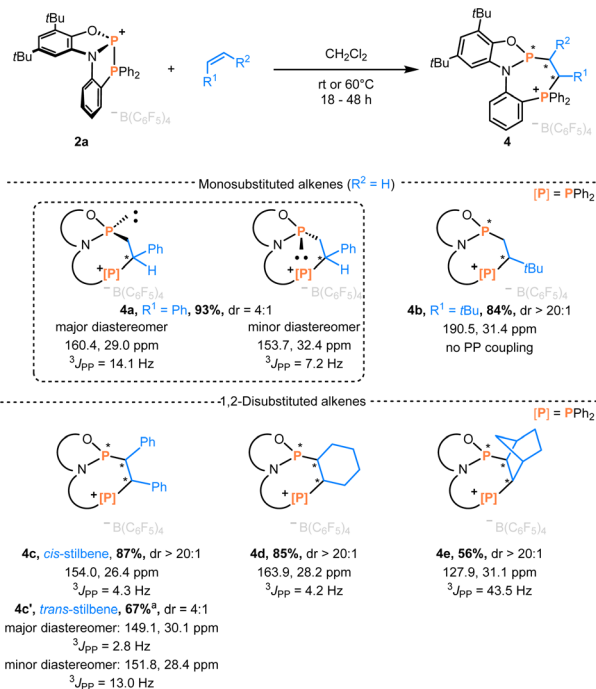 tBu
O
P
+
tBu
N
P
PPh2
– B(C6F5)4
2a
+
R2
R1
CH2Cl2
rt or 60°C
18 - 48 h
tBu
O
P
*
R2
tBu
N
*
*
R1
+
P
Ph2
– B(C6F5)4
4
Monosubstituted alkenes (R2 = H)
[P] = PPh2
O
P
N
Ph
*
H
+
[P]
– B(C6F5)4
O
P
N
Ph
*
H
+
[P]
– B(C6F5)4
O
P
*
N
*
tBu
+
[P]
– B(C6F5)4
4a, R1 = Ph, 93%, dr = 4:1
major diastereomer
160.4, 29.0 ppm
3JPP = 14.1 Hz
minor diastereomer
153.7, 32.4 ppm
3JPP = 7.2 Hz
4b, R1 = tBu, 84%, dr > 20:1
190.5, 31.4 ppm
no PP coupling
1,2-Disubstituted alkenes
[P] = PPh2
O
P
*
Ph
N
*
*
Ph
+
[P]
– B(C6F5)4
O
P
*
N
*
*
+
[P]
– B(C6F5)4
O
P
*
N
*
*
+
[P]
– B(C6F5)4
4c, cis-stilbene, 87%, dr > 20:1
154.0, 26.4 ppm
3JPP = 4.3 Hz
4c', trans-stilbene, 67%a, dr = 4:1
major diastereomer: 149.1, 30.1 ppm
3JPP = 2.8 Hz
minor diastereomer: 151.8, 28.4 ppm
3JPP = 13.0 Hz
4d, 85%, dr > 20:1
163.9, 28.2 ppm
3JPP = 4.2 Hz
4e, 56%, dr > 20:1
127.9, 31.1 ppm
3JPP = 43.5 Hz